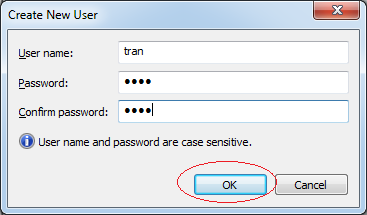 Create New User
User name: tran
Password: ●●●●
Confirm password: ●●●●
User name and password are case sensitive.
OK Cancel